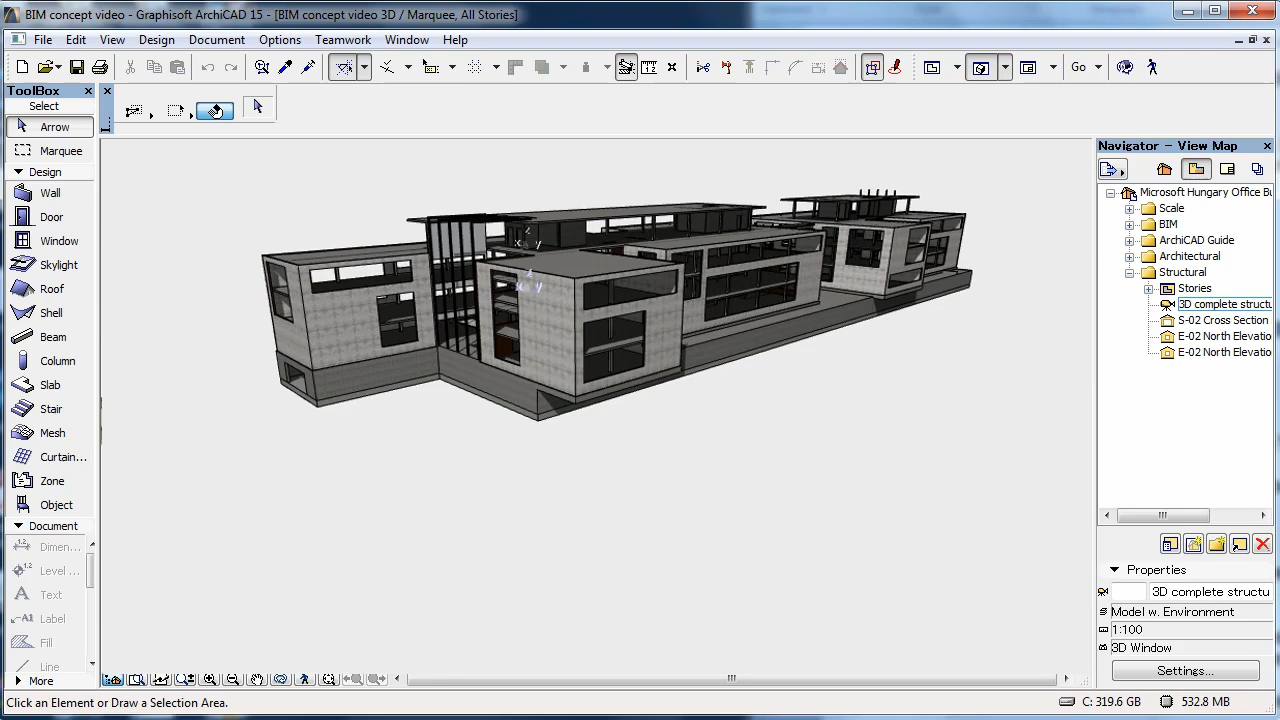 BIM concept video - Graphisoft ArchiCAD 15 - [BIM concept video 3D / Marquee, All Stories]
File Edit View Design Document Options Teamwork Window Help
Go
ToolBox
Select
Arrow
Marquee
Design
Wall
Door
Window
Skylight
Roof
Shell
Beam
Column
Slab
Stair
Mesh
Curtain...
Zone
Object
Document
Dimen...
Level ...
Text
Label
Fill
Line
More
z
x y
z
x y
Navigator - View Map
Microsoft Hungary Office Bu
Scale
BIM
ArchiCAD Guide
Architectural
Structural
Stories
3D complete structu
S-02 Cross Section
E-02 North Elevatio
E-02 North Elevatio
Properties
3D complete structu
Model w. Environment
1:100
3D Window
Settings...
Click an Element or Draw a Selection Area.
C: 319.6 GB
532.8 MB